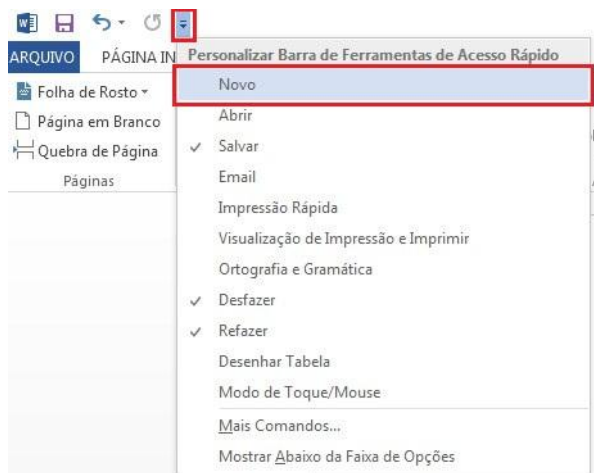 ARQUIVO PÁGINA IN
Personalizar Barra de Ferramentas de Acesso Rápido
Folha de Rosto
Página em Branco
Quebra de Página
Páginas
Novo
Abrir
Salvar
Email
Impressão Rápida
Visualização de Impressão e Imprimir
Ortografia e Gramática
Desfazer
Refazer
Desenhar Tabela
Modo de Toque/Mouse
Mais Comandos...
Mostrar Abaixo da Faixa de Opções